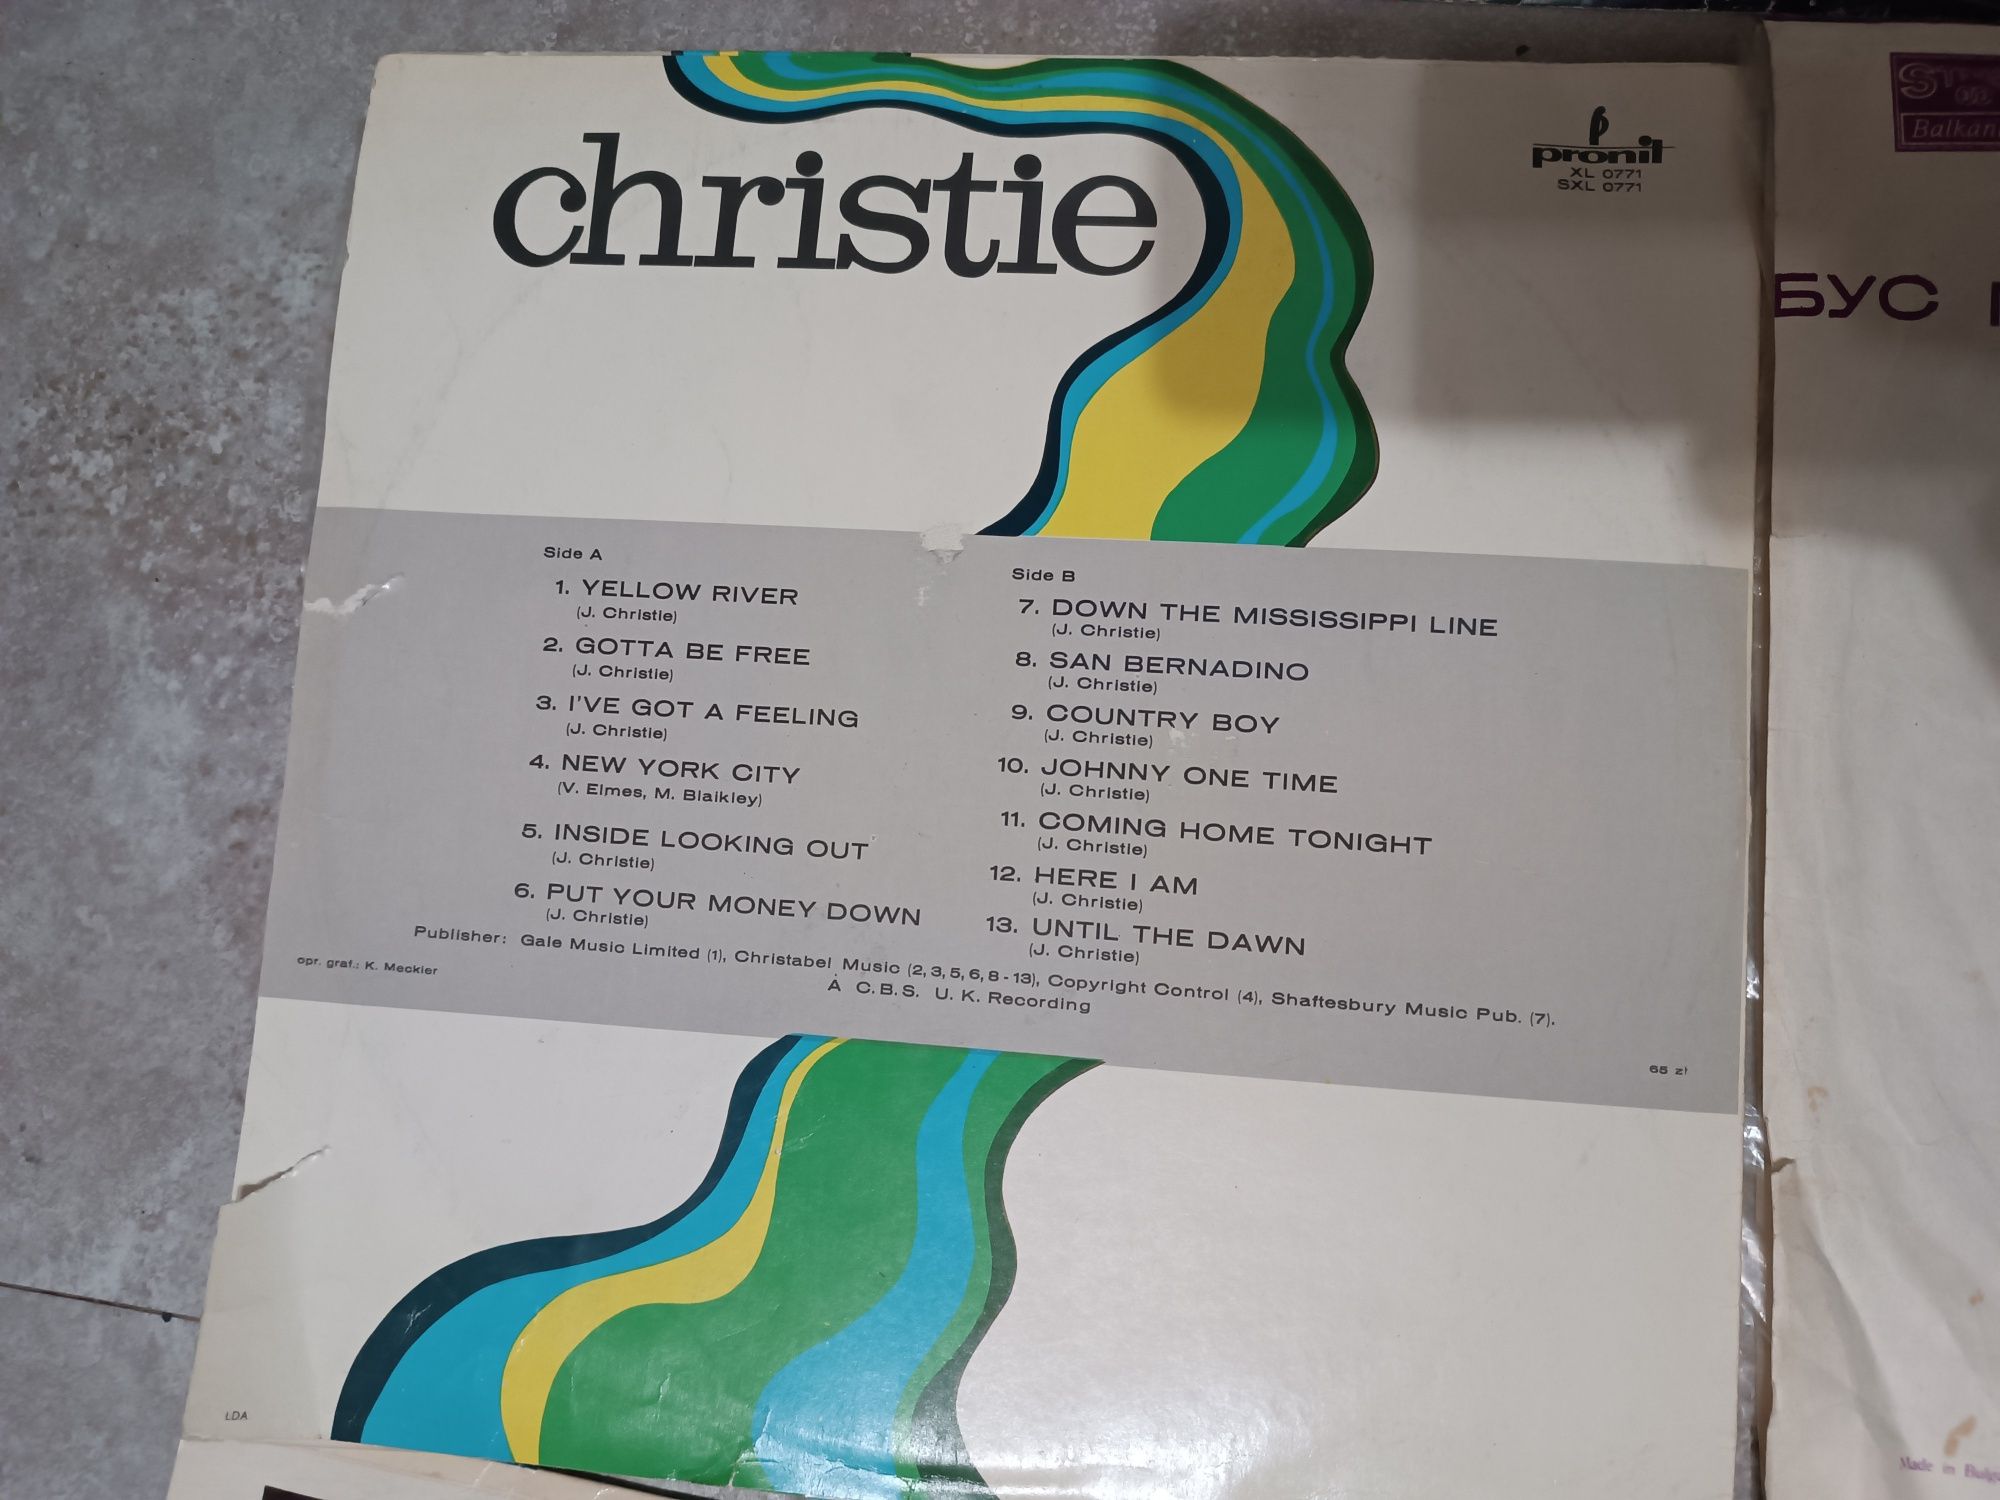 christie
pronit
XL 0771
SXL 0771
Side A
1. YELLOW RIVER
(J. Christie)
2. GOTTA BE FREE
(J. Christie)
3. I'VE GOT A FEELING
(J. Christie)
4. NEW YORK CITY
(V. Elmes, M. Blaikley)
5. INSIDE LOOKING OUT
(J. Christie)
6. PUT YOUR MONEY DOWN
(J. Christie)
Side B
7. DOWN THE MISSISSIPPI LINE
(J. Christie)
8. SAN BERNADINO
(J. Christie)
9. COUNTRY BOY
(J. Christie)
10. JOHNNY ONE TIME
(J. Christie)
11. COMING HOME TONIGHT
(J. Christie)
12. HERE I AM
(J. Christie)
13. UNTIL THE DAWN
(J. Christie)
Publisher: Gale Music Limited (1), Christabel Music (2, 3, 5, 6, 8-13), Copyright Control (4), Shaftesbury Music Pub. (7).
A C.B.S. U. K. Recording
opr. graf.: K. Meckler
65 zł
LDA
БУС
Made in